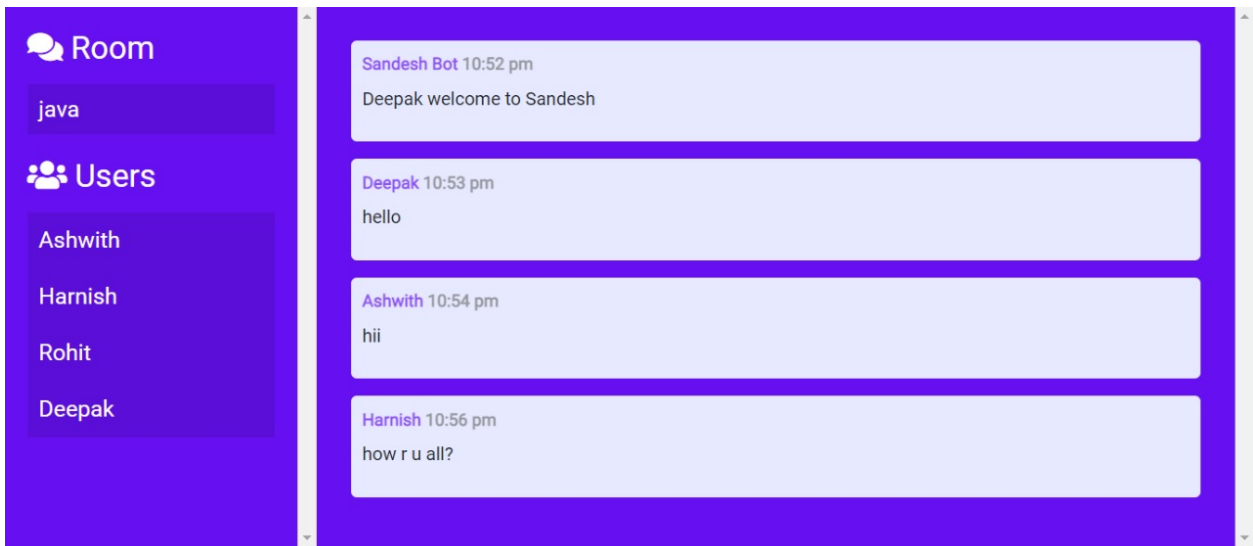 Room
java
Users
Ashwith
Harnish
Rohit
Deepak
Sandesh Bot 10:52 pm
Deepak welcome to Sandesh
Deepak 10:53 pm
hello
Ashwith 10:54 pm
hii
Harnish 10:56 pm
how r u all?